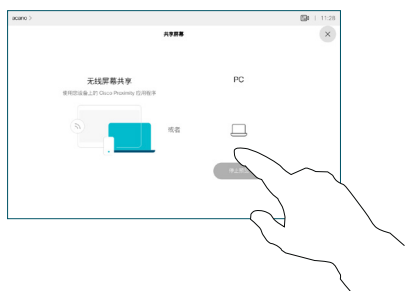 acano >
11:28
共享屏幕
无线屏幕共享
PC
使用您设备上的 Cisco Proximity 应用程序
或者